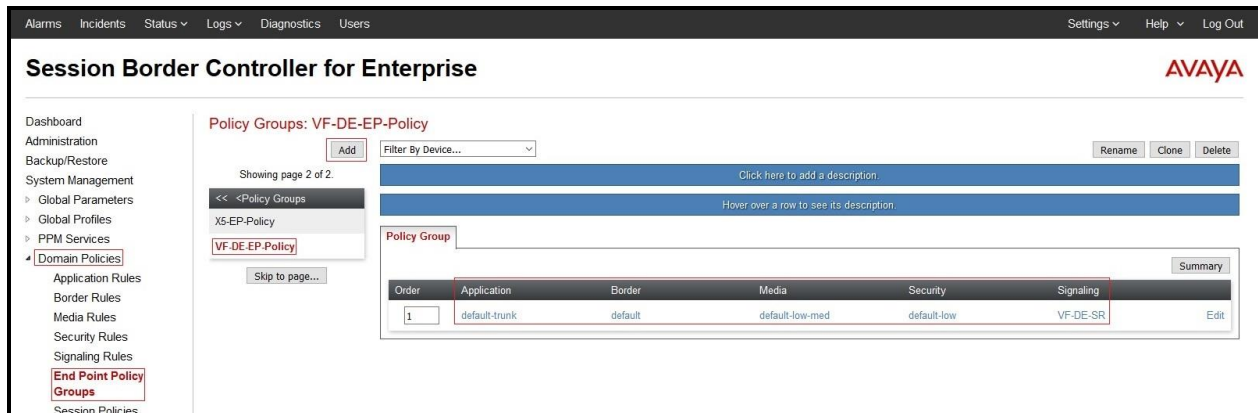 Alarms Incidents Status Logs Diagnostics Users Settings Help Log Out
Session Border Controller for Enterprise
AVAYA
Dashboard
Administration
Backup/Restore
System Management
Global Parameters
Global Profiles
PPM Services
Domain Policies
Application Rules
Border Rules
Media Rules
Security Rules
Signaling Rules
End Point Policy
Groups
Session Policies
Policy Groups: VF-DE-EP-Policy
Add
Showing page 2 of 2.
<< <Policy Groups
X5-EP-Policy
VF-DE-EP-Policy
Skip to page...
Filter By Device...
Rename Clone Delete
Click here to add a description.
Hover over a row to see its description.
Policy Group
Summary
Order Application Border Media Security Signaling
1 default-trunk default default-low-med default-low VF-DE-SR Edit